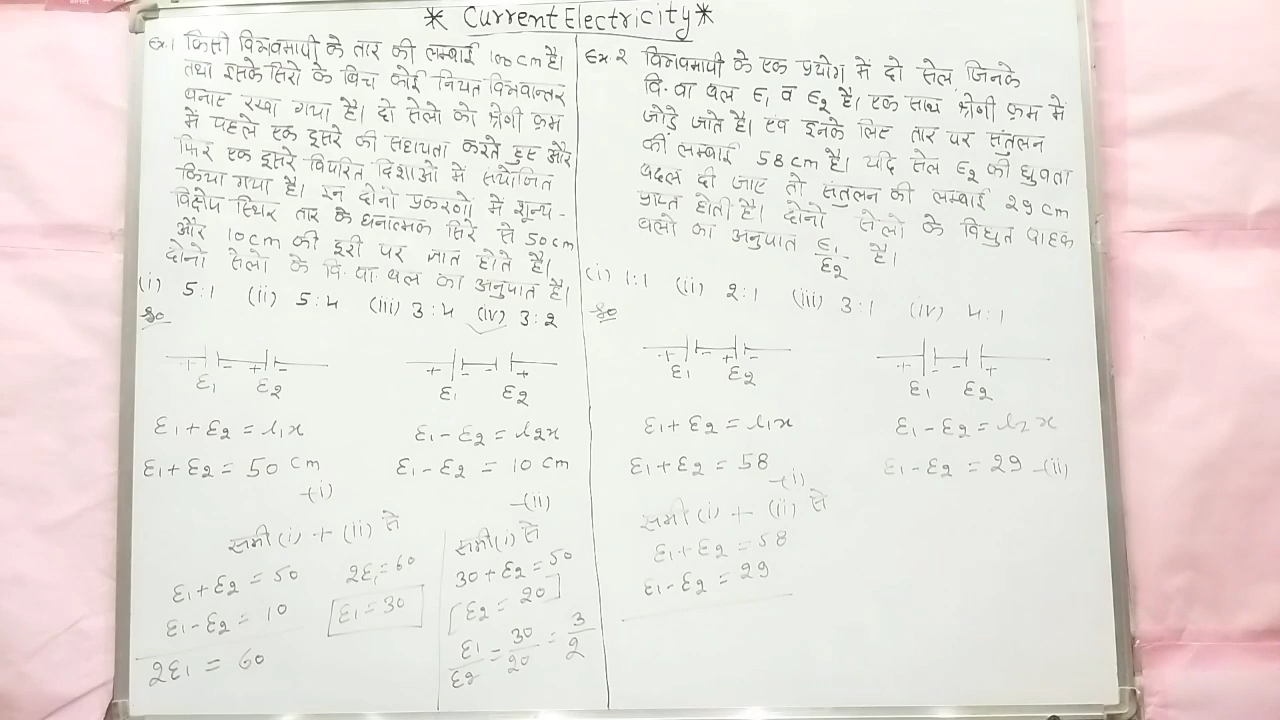 * Current Electricity *
Ex.1 किसी विभवमापी के तार की लम्बाई 100 cm है।
तथा इसके सिरो के बिच कोई नियत विभवान्तर
बनाए रखा गया है। दो सेलो को श्रेणी क्रम
में पहले एक दूसरे की सहायता करते हुए और
फिर एक दूसरे विपरित दिशाओ में संयोजित
किया गया है। इन दोनो प्रकरणो में शून्य -
विक्षेप स्थिर तार के धनात्मक सिरे से 50 cm
और 10 cm की दूरी पर ज्ञात होते है।
दोनो सेलो के वि. वा बल का अनुपात है।
(i) 5:1 (ii) 5:4 (iii) 3:4 (iv) 3:2
So
+ - + -
ε1 ε2
+ - - +
ε1 ε2
ε1 + ε2 = l1x
ε1 - ε2 = l2x
ε1 + ε2 = 50 cm
-(i)
ε1 - ε2 = 10 cm
-(ii)
समी (i) + (ii) से
ε1 + ε2 = 50
ε1 - ε2 = 10
2ε1 = 60
2ε1 = 60
ε1 = 30
समी (i) से
30 + ε2 = 50
ε2 = 20
ε1/ε2 = 30/20 = 3/2
Ex.2 विभवमापी के एक प्रयोग में दो सेल, जिनके
वि. वा बल ε1 व ε2 है। एक साथ श्रेणी क्रम में
जोड़े जाते है। एवं इनके लिए तार पर संतुलन
की लम्बाई 58 cm है। यदि सेल ε2 की ध्रुवता
बदल दी जाए तो संतुलन की लम्बाई 29 cm
प्राप्त होती है। दोनो सेलो के विद्युत वाहक
बलो का अनुपात ε1/ε2 है।
(i) 1:1 (ii) 2:1 (iii) 3:1 (iv) 4:1
So
+ - + -
ε1 ε2
+ - - +
ε1 ε2
ε1 + ε2 = l1x
ε1 - ε2 = l2x
ε1 + ε2 = 58
-(i)
ε1 - ε2 = 29 -(ii)
समी (i) + (ii) से
ε1 + ε2 = 58
ε1 - ε2 = 29